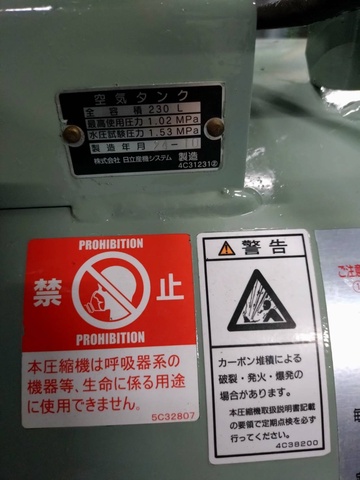 空気タンク
全容積 230 L
最高使用圧力 1.02 MPa
水圧試験圧力 1.53 MPa
製造年月
株式会社 日立産機システム 製造
4C31231②
PROHIBITION
禁 止
PROHIBITION
本圧縮機は呼吸器系の
機器等、生命に係る用途
に使用できません。
5C32807
警告
カーボン堆積による
破裂・発火・爆発の
場合があります。
本圧縮機取扱説明書記載
の要領で定期点検を必ず
行ってください。
4C38200
ご注意